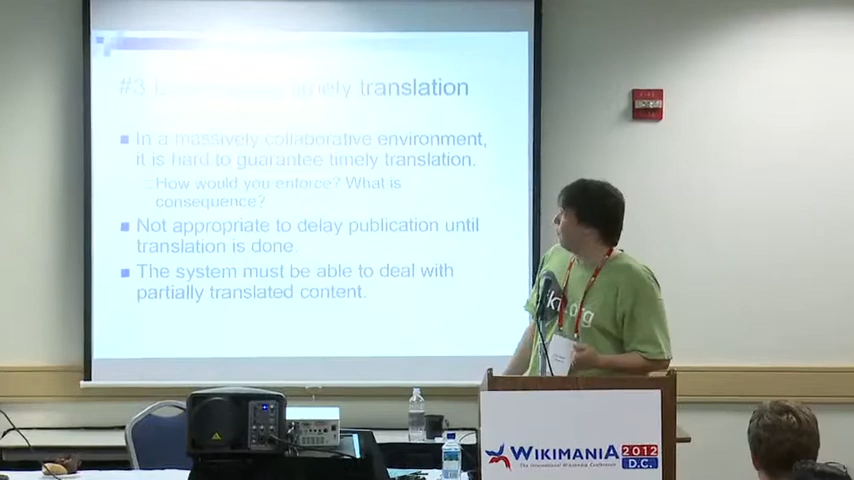 #3 translation
In a massively collaborative environment,
it is hard to guarantee timely translation.
How would you enforce? What is
consequence?
Not appropriate to delay publication until
translation is done.
The system must be able to deal with
partially translated content.
FIRE
WIKIMANIA 2012
The International Wikimedia Conference D.C.